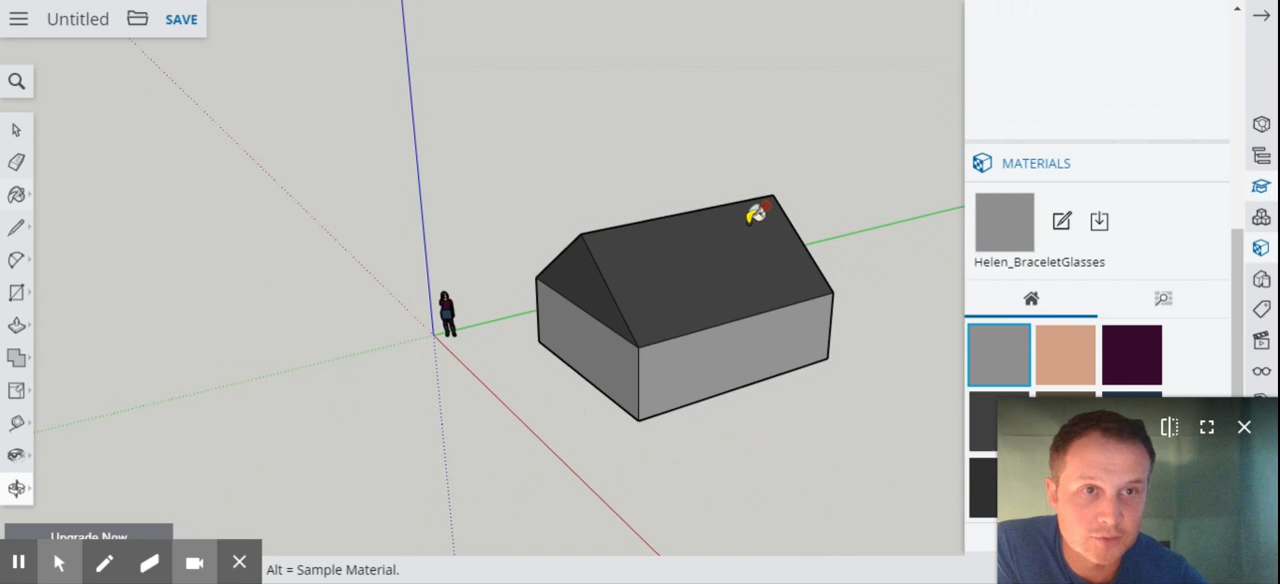 Untitled SAVE
MATERIALS
Helen_BraceletGlasses
Upgrade Now
Alt = Sample Material.